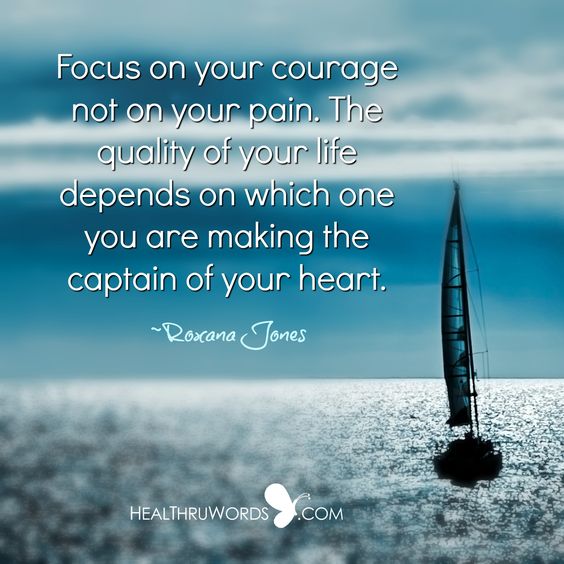 Focus on your courage
not on your pain. The
quality of your life
depends on which one
you are making the
captain of your heart.
~Roxana Jones
HEALTHRUWORDS.COM